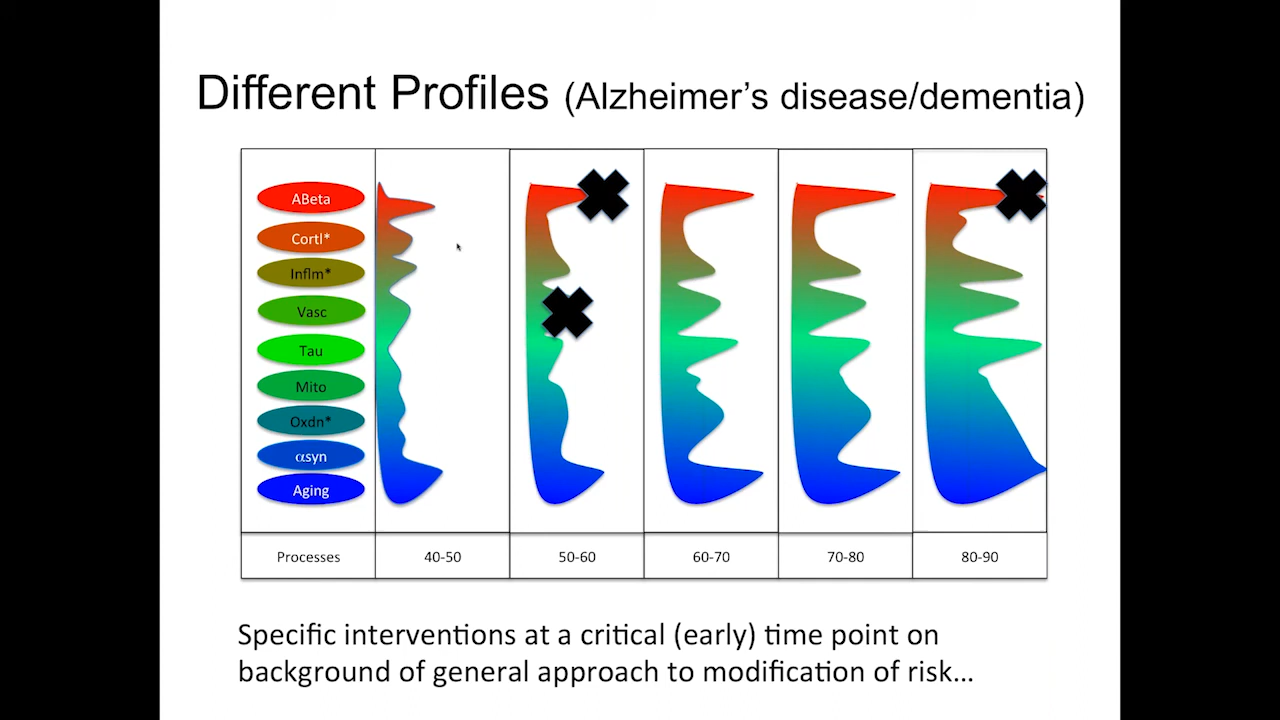 Different Profiles (Alzheimer's disease/dementia)
ABeta
Cortl*
Inflm*
Vasc
Tau
Mito
Oxdn*
αsyn
Aging
Processes 40-50 50-60 60-70 70-80 80-90
Specific interventions at a critical (early) time point on
background of general approach to modification of risk…